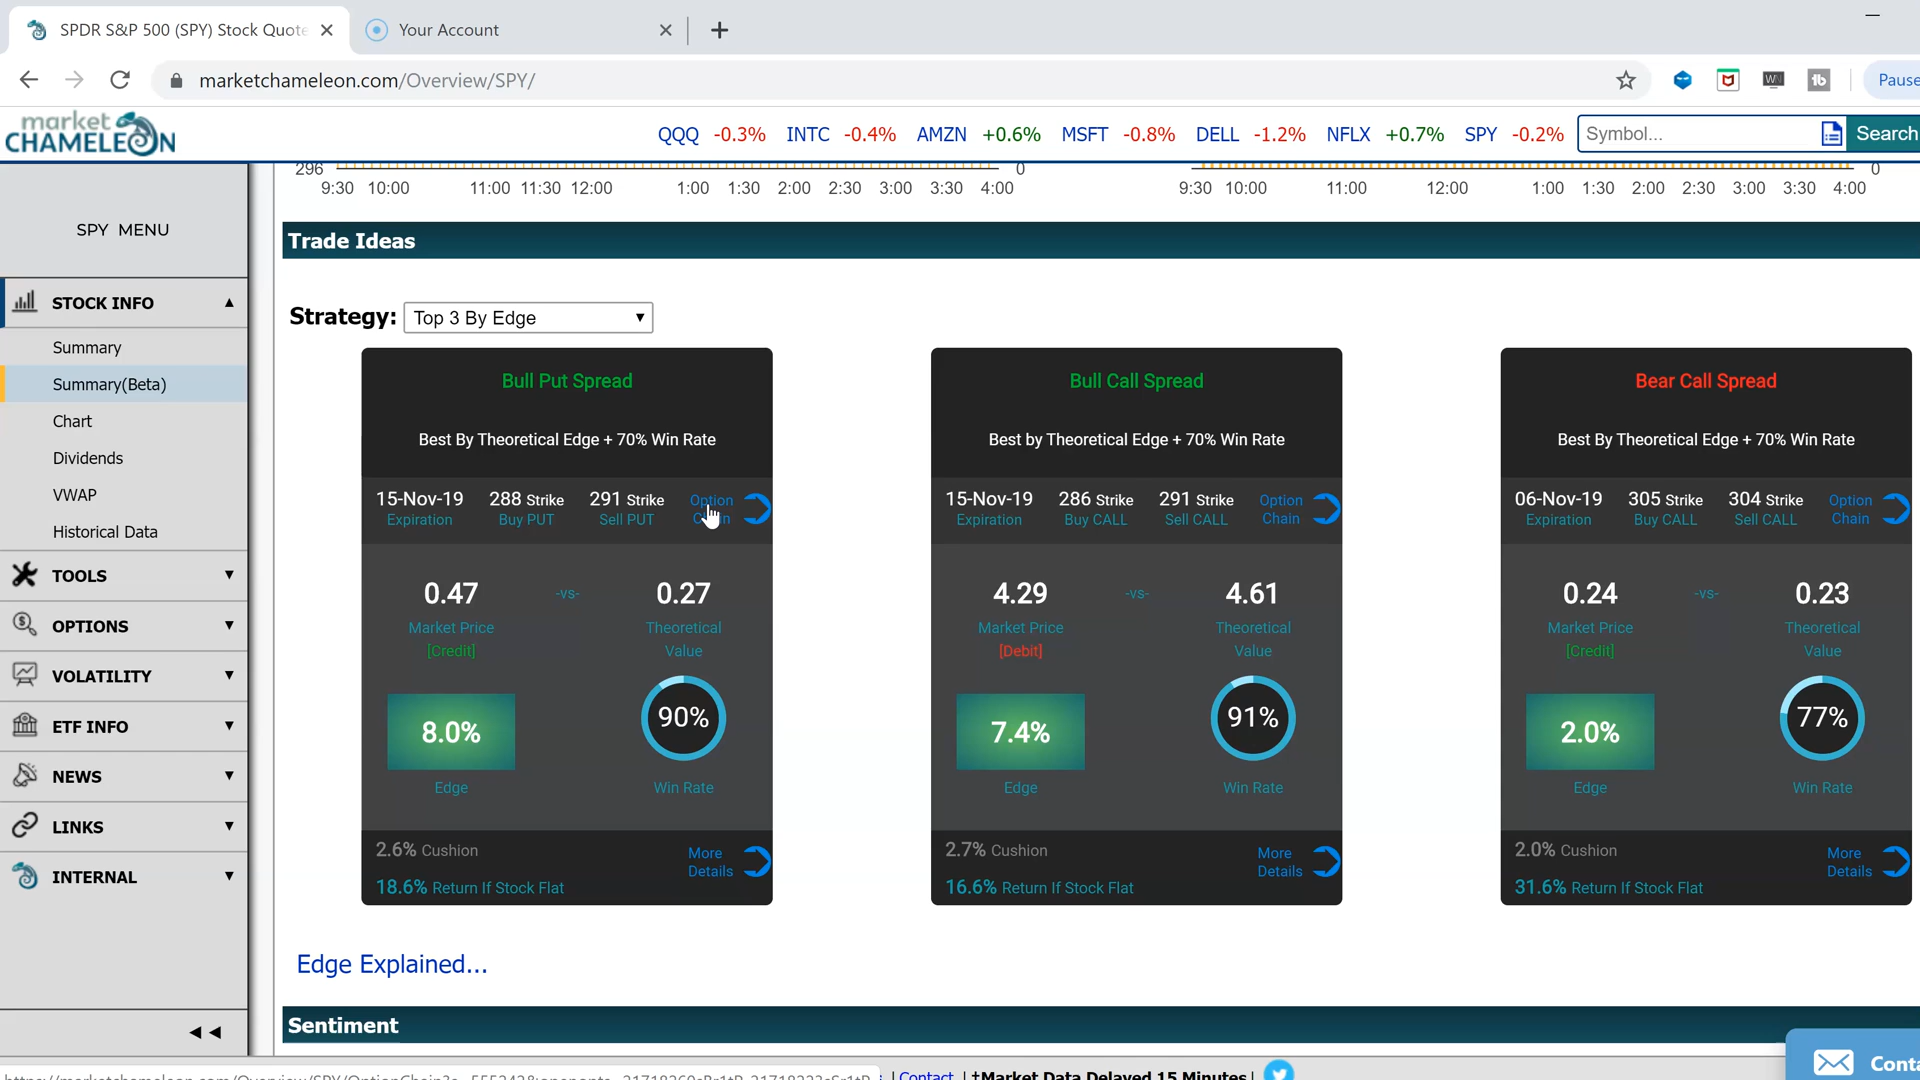 SPDR S&P 500 (SPY) Stock Quote
Your Account
marketchameleon.com/Overview/SPY/
Pause
market
CHAMELEON
QQQ -0.3% INTC -0.4% AMZN +0.6% MSFT -0.8% DELL -1.2% NFLX +0.7% SPY -0.2%
Symbol...
Search
296
0
9:30 10:00 11:00 11:30 12:00 1:00 1:30 2:00 2:30 3:00 3:30 4:00
0
9:30 10:00 11:00 12:00 1:00 1:30 2:00 2:30 3:00 3:30 4:00
SPY MENU
STOCK INFO
Summary
Summary(Beta)
Chart
Dividends
VWAP
Historical Data
TOOLS
OPTIONS
VOLATILITY
ETF INFO
NEWS
LINKS
INTERNAL
Trade Ideas
Strategy: Top 3 By Edge
Bull Put Spread
Best By Theoretical Edge + 70% Win Rate
15-Nov-19 288 Strike 291 Strike Option
Expiration Buy PUT Sell PUT Chain
0.47 -vs- 0.27
Market Price Theoretical
[Credit] Value
8.0% 90%
Edge Win Rate
2.6% Cushion
More
Details
18.6% Return If Stock Flat
Bull Call Spread
Best by Theoretical Edge + 70% Win Rate
15-Nov-19 286 Strike 291 Strike Option
Expiration Buy CALL Sell CALL Chain
4.29 -vs- 4.61
Market Price Theoretical
[Debit] Value
7.4% 91%
Edge Win Rate
2.7% Cushion
More
Details
16.6% Return If Stock Flat
Bear Call Spread
Best By Theoretical Edge + 70% Win Rate
06-Nov-19 305 Strike 304 Strike Option
Expiration Buy CALL Sell CALL Chain
0.24 -vs- 0.23
Market Price Theoretical
[Credit] Value
2.0% 77%
Edge Win Rate
2.0% Cushion
More
Details
31.6% Return If Stock Flat
Edge Explained...
Sentiment
| Contact | ‡Market Data Delayed 15 Minutes |